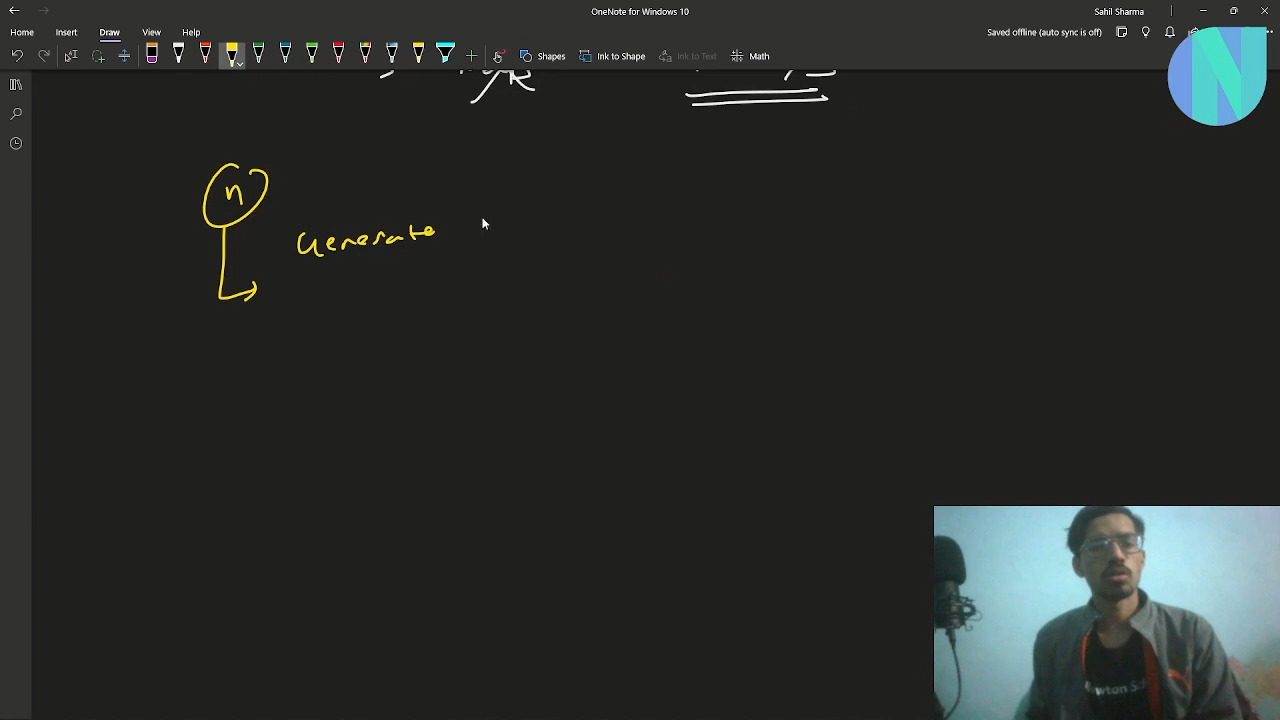 OneNote for Windows 10
Sahil Sharma
Home Insert Draw View Help
Saved offline (auto sync is off)
Shapes Ink to Shape Ink to Text Math
n
Generate